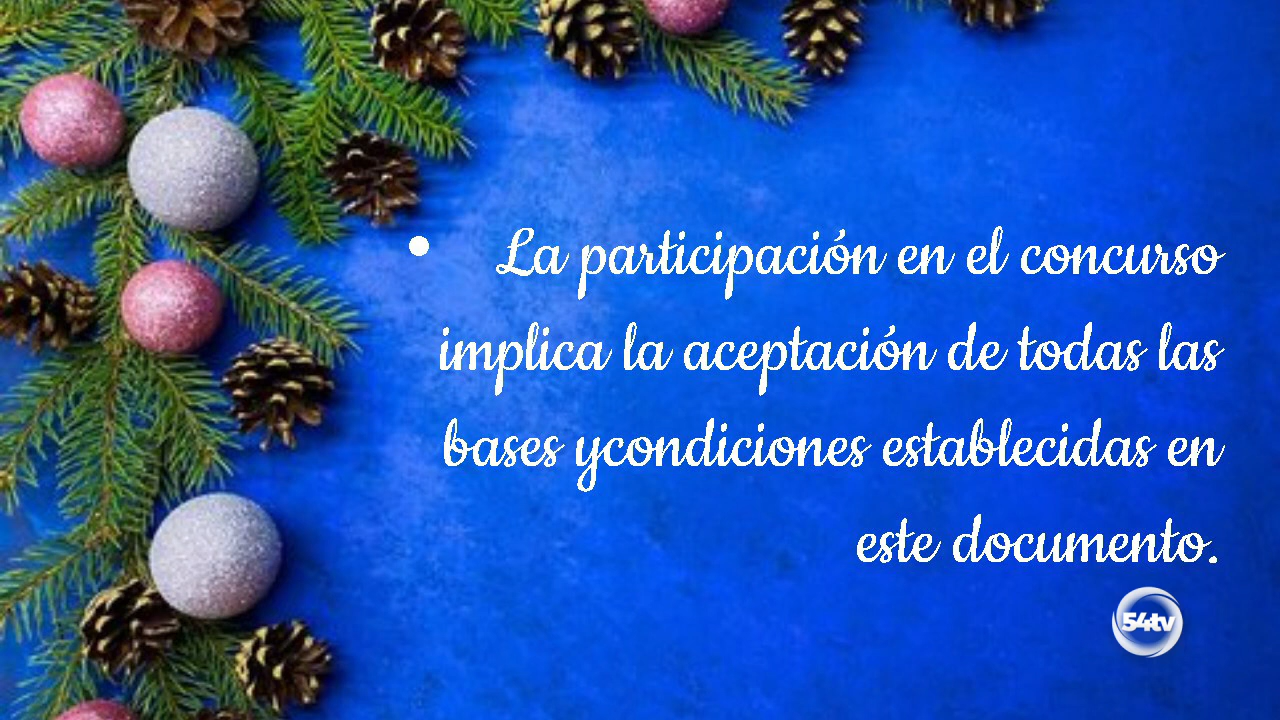 • La participación en el concurso
implica la aceptación de todas las
bases ycondiciones establecidas en
este documento.
54tv